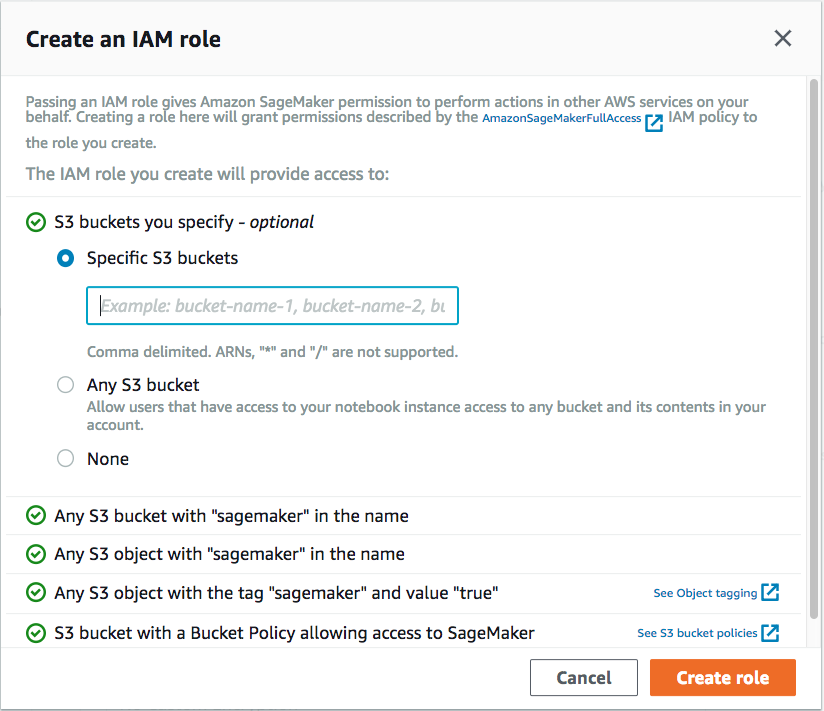 Create an IAM role
Passing an IAM role gives Amazon SageMaker permission to perform actions in other AWS services on your
behalf. Creating a role here will grant permissions described by the AmazonSageMakerFullAccess IAM policy to
the role you create.
The IAM role you create will provide access to:
S3 buckets you specify - optional
Specific S3 buckets
Example: bucket-name-1, bucket-name-2, bu
Comma delimited. ARNs, "*" and "/" are not supported.
Any S3 bucket
Allow users that have access to your notebook instance access to any bucket and its contents in your
account.
None
Any S3 bucket with "sagemaker" in the name
Any S3 object with "sagemaker" in the name
Any S3 object with the tag "sagemaker" and value "true" See Object tagging
S3 bucket with a Bucket Policy allowing access to SageMaker See S3 bucket policies
Cancel Create role